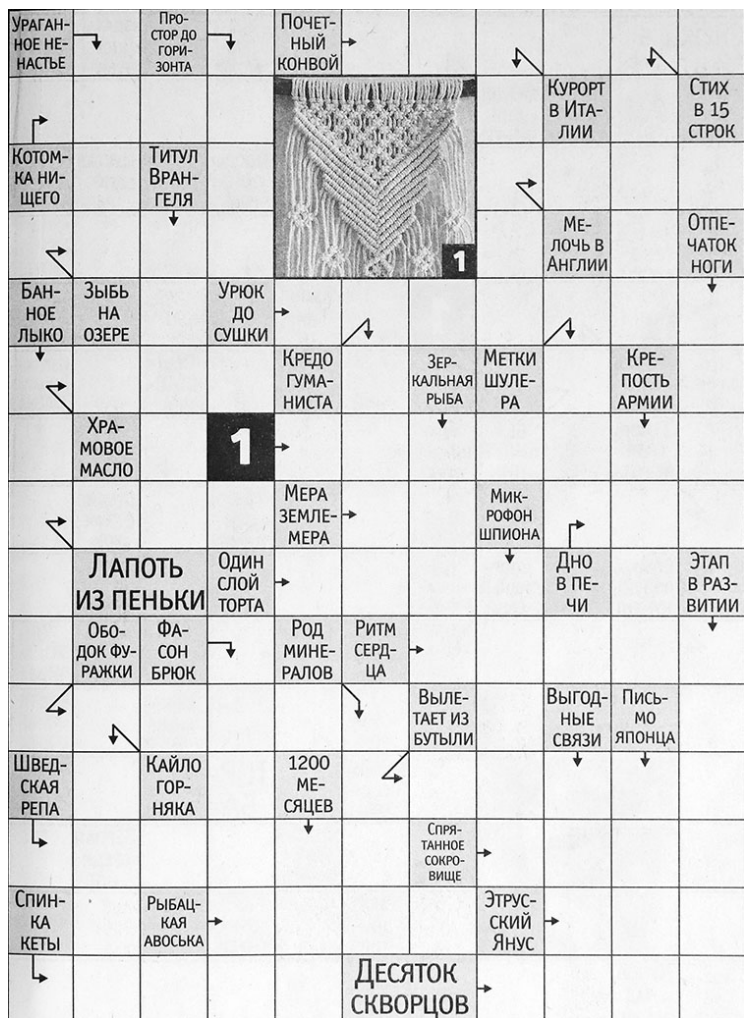 УРАГАН-
НОЕ НЕ-
НАСТЬЕ
ПРО-
СТОР ДО
ГОРИ-
ЗОНТА
ПОЧЕТ-
НЫЙ
КОНВОЙ
КУРОРТ
В ИТА-
ЛИИ
СТИХ
В 15
СТРОК
КОТОМ-
КА НИ-
ЩЕГО
ТИТУЛ
ВРАН-
ГЕЛЯ
1
МЕ-
ЛОЧЬ В
АНГЛИИ
ОТПЕ-
ЧАТОК
НОГИ
БАН-
НОЕ
ЛЫКО
ЗЫБЬ
НА
ОЗЕРЕ
УРЮК
ДО
СУШКИ
КРЕДО
ГУМА-
НИСТА
ЗЕР-
КАЛЬНАЯ
РЫБА
МЕТКИ
ШУЛЕ-
РА
КРЕ-
ПОСТЬ
АРМИИ
ХРА-
МОВОЕ
МАСЛО
1
МЕРА
ЗЕМЛЕ-
МЕРА
МИК-
РОФОН
ШПИОНА
ЛАПОТЬ
ИЗ ПЕНЬКИ
ОДИН
СЛОЙ
ТОРТА
ДНО
В ПЕ-
ЧИ
ЭТАП
В РАЗ-
ВИТИИ
ОБО-
ДОК ФУ-
РАЖКИ
ФА-
СОН
БРЮК
РОД
МИНЕ-
РАЛОВ
РИТМ
СЕРД-
ЦА
ВЫЛЕ-
ТАЕТ ИЗ
БУТЫЛИ
ВЫГОД-
НЫЕ
СВЯЗИ
ПИСЬ-
МО
ЯПОНЦА
ШВЕД-
СКАЯ
РЕПА
КАЙЛО
ГОР-
НЯКА
1200
МЕ-
СЯЦЕВ
СПРЯ-
ТАННОЕ
СОКРО-
ВИЩЕ
СПИН-
КА
КЕТЫ
РЫБАЦ-
КАЯ
АВОСЬКА
ЭТРУС-
СКИЙ
ЯНУС
ДЕСЯТОК
СКВОРЦОВ